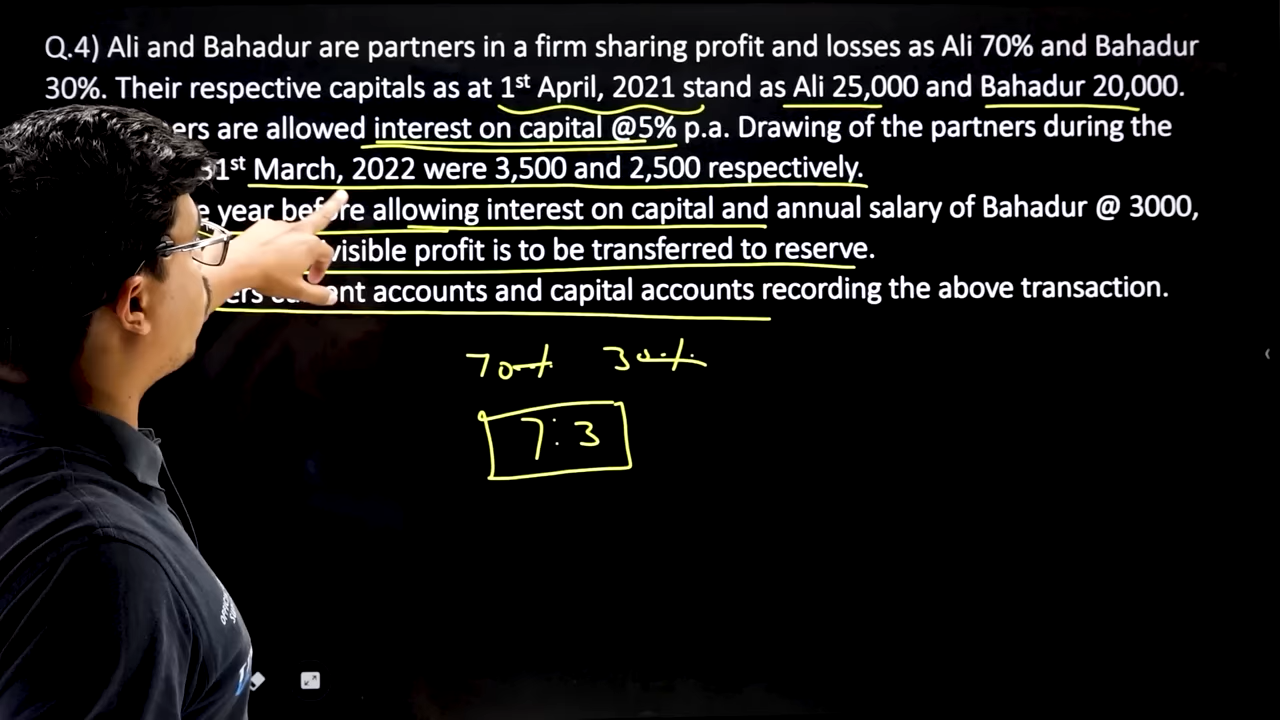 Q.4) Ali and Bahadur are partners in a firm sharing profit and losses as Ali 70% and Bahadur
30%. Their respective capitals as at 1st April, 2021 stand as Ali 25,000 and Bahadur 20,000.
are allowed interest on capital @5% p.a. Drawing of the partners during the
March, 2022 were 3,500 and 2,500 respectively.
year before allowing interest on capital and annual salary of Bahadur @ 3000,
profit is to be transferred to reserve.
accounts and capital accounts recording the above transaction.
70% 30%
7:3